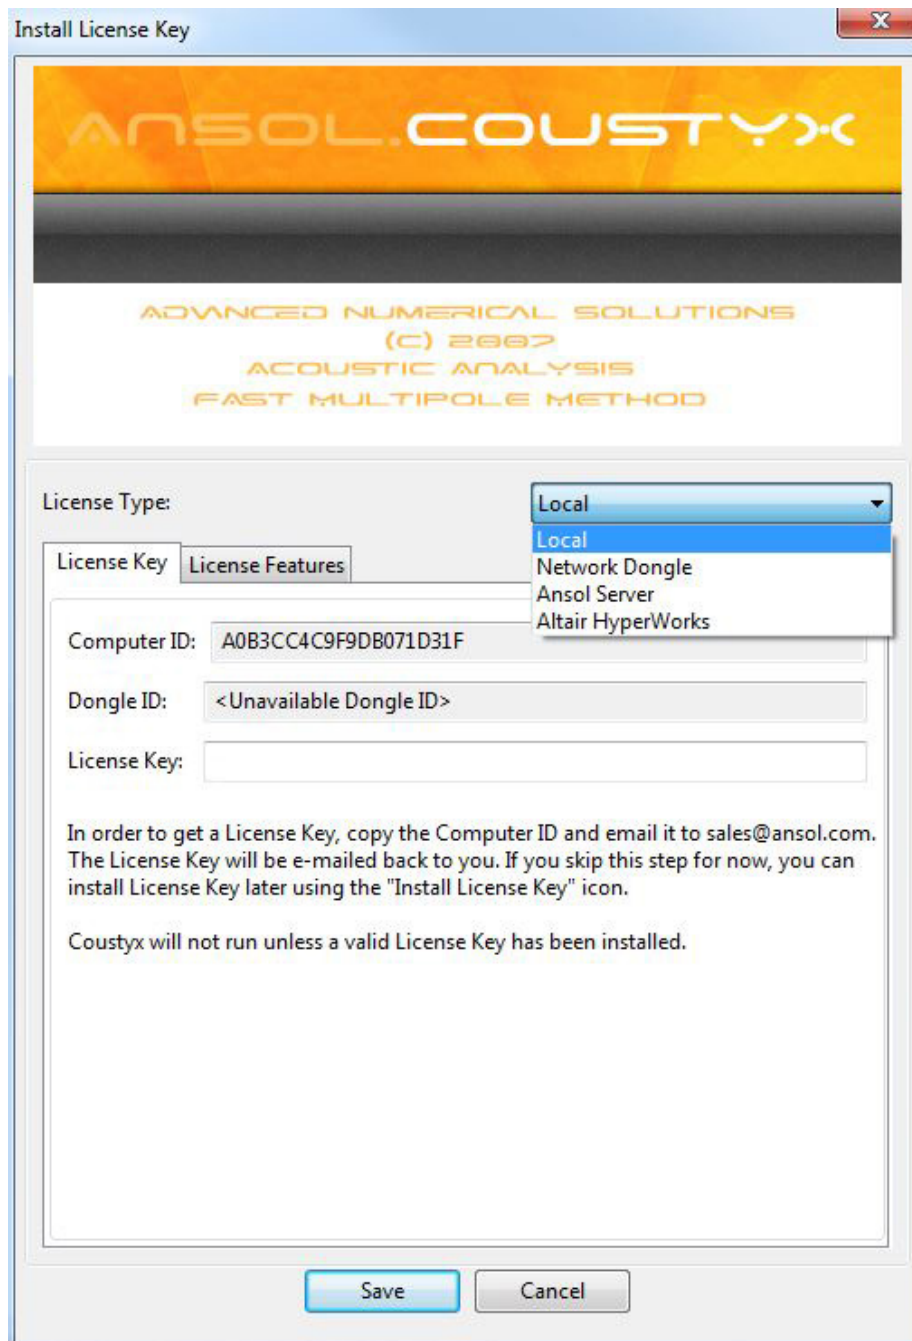 Install License Key
x
ANSOL.COUSTYX
ADVANCED NUMERICAL SOLUTIONS
(C) 2007
ACOUSTIC ANALYSIS
FAST MULTIPOLE METHOD
License Type:
Local
Local
Network Dongle
Ansol Server
Altair HyperWorks
License Key License Features
Computer ID: A0B3CC4C9F9DB071D31F
Dongle ID: <Unavailable Dongle ID>
License Key:
In order to get a License Key, copy the Computer ID and email it to sales@ansol.com.
The License Key will be e-mailed back to you. If you skip this step for now, you can
install License Key later using the "Install License Key" icon.
Coustyx will not run unless a valid License Key has been installed.
Save Cancel